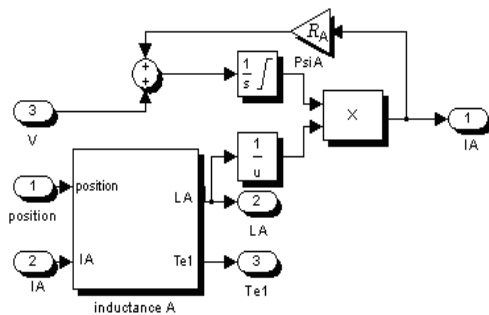 R_A
+
+
1
s
PsiA
3
V
×
1
IA
1
u
1
position
position
LA
2
LA
2
IA
IA
Te1
3
Te1
inductance A